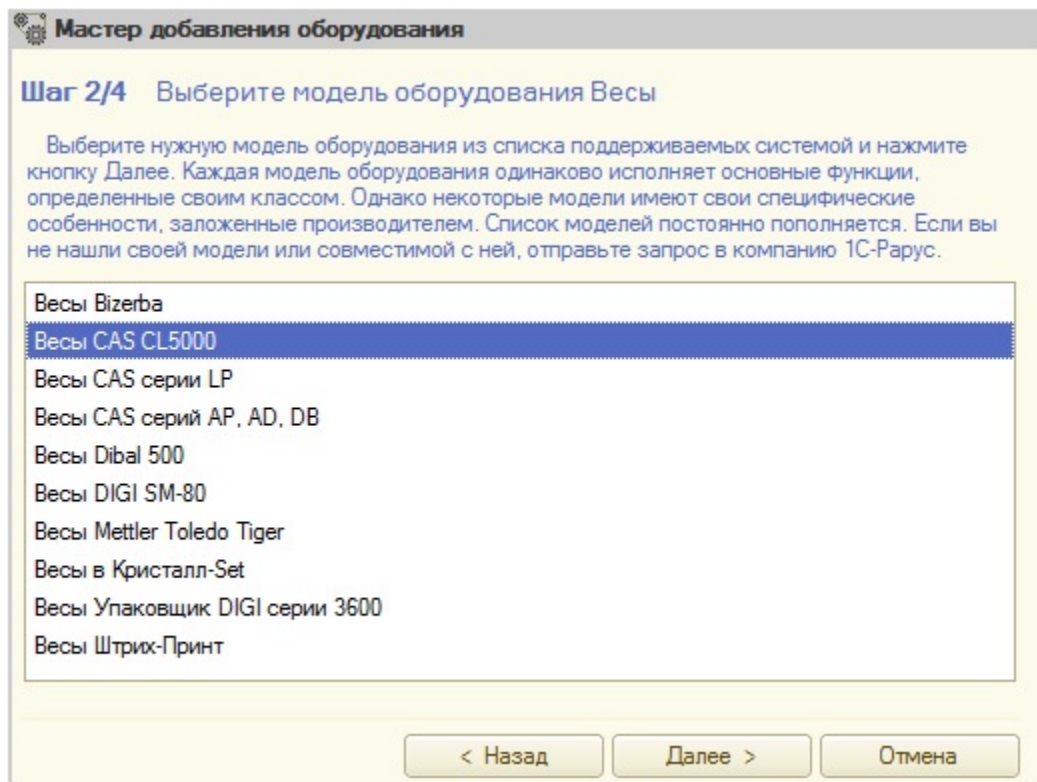 Мастер добавления оборудования
Шаг 2/4 Выберите модель оборудования Весы
Выберите нужную модель оборудования из списка поддерживаемых системой и нажмите
кнопку Далее. Каждая модель оборудования одинаково исполняет основные функции,
определенные своим классом. Однако некоторые модели имеют свои специфические
особенности, заложенные производителем. Список моделей постоянно пополняется. Если вы
не нашли своей модели или совместимой с ней, отправьте запрос в компанию 1С-Рарус.
Весы Bizerba
Весы CAS CL5000
Весы CAS серии LP
Весы CAS серий AP, AD, DB
Весы Dibal 500
Весы DIGI SM-80
Весы Mettler Toledo Tiger
Весы в Кристалл-Set
Весы Упаковщик DIGI серии 3600
Весы Штрих-Принт
< Назад Далее > Отмена